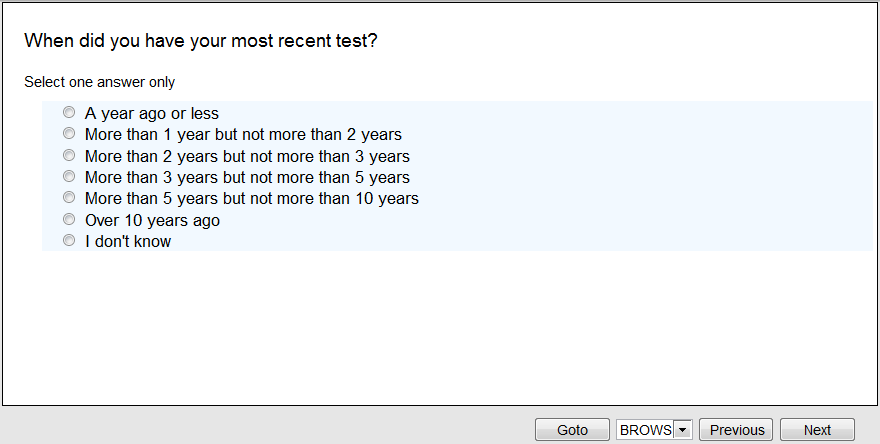 When did you have your most recent test?
Select one answer only
A year ago or less
More than 1 year but not more than 2 years
More than 2 years but not more than 3 years
More than 3 years but not more than 5 years
More than 5 years but not more than 10 years
Over 10 years ago
I don't know
Goto BROWS Previous Next